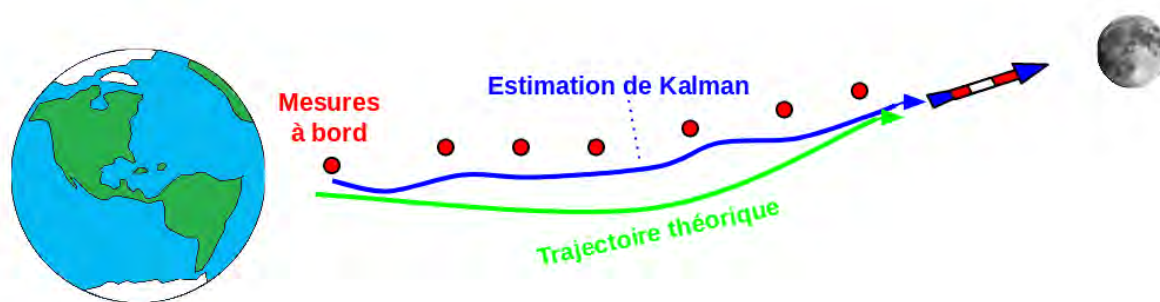 Mesures
à bord
Estimation de Kalman
Trajectoire théorique